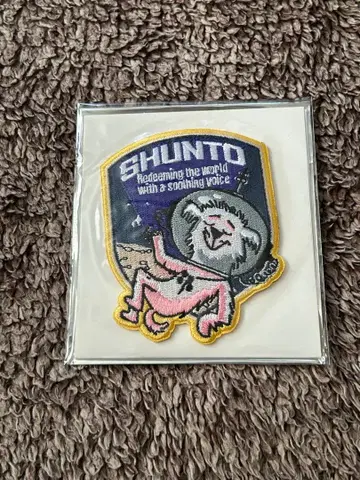 SHUNTO
Redeeming the world
with a soothing voice